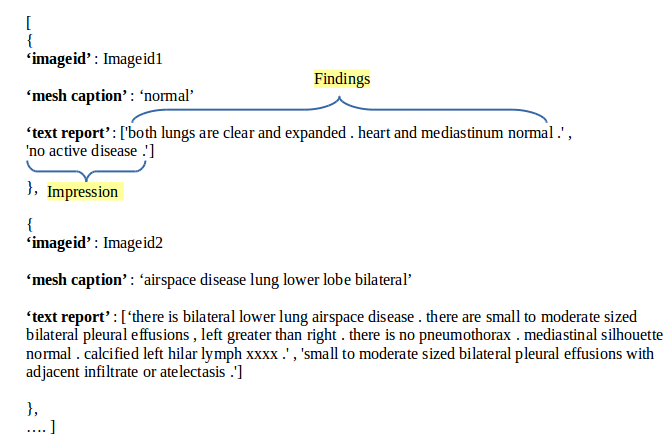 [
{
‘imageid’ : Imageid1
Findings
‘mesh caption’ : ‘normal’
‘text report’ : ['both lungs are clear and expanded . heart and mediastinum normal .' ,
'no active disease .']
}, Impression
{
‘imageid’ : Imageid2
‘mesh caption’ : ‘airspace disease lung lower lobe bilateral’
‘text report’ : [‘there is bilateral lower lung airspace disease . there are small to moderate sized
bilateral pleural effusions , left greater than right . there is no pneumothorax . mediastinal silhouette
normal . calcified left hilar lymph xxxx .' , 'small to moderate sized bilateral pleural effusions with
adjacent infiltrate or atelectasis .']
},
…. ]